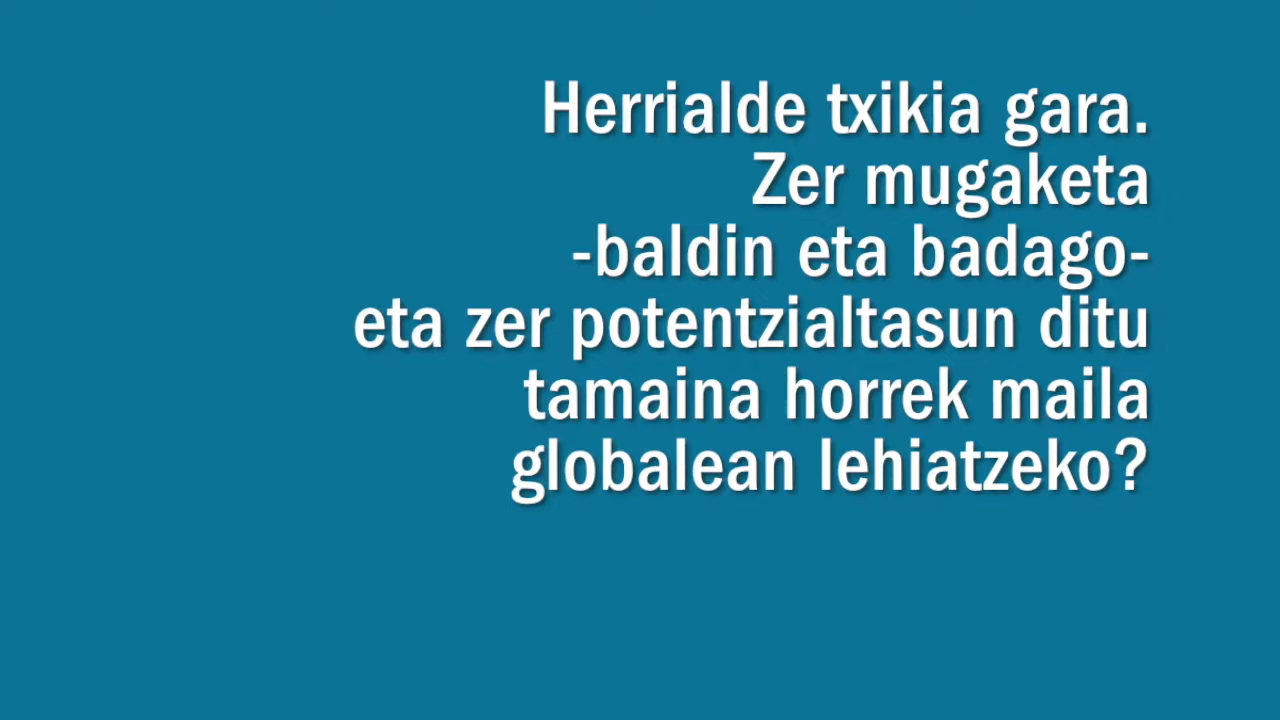 Herrialde txikia gara.
Zer mugaketa
-baldin eta badago-
eta zer potentzialtasun ditu
tamaina horrek maila
globalean lehiatzeko?